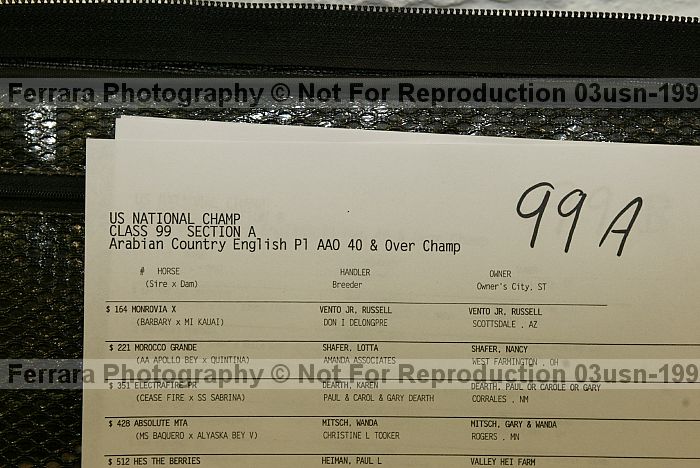 Ferrara Photography © Not For Reproduction 03usn-199
99 A
US NATIONAL CHAMP
CLASS 99 SECTION A
Arabian Country English Pl AAO 40 & Over Champ
# HORSE HANDLER OWNER
(Sire x Dam) Breeder Owner's City, ST
$ 164 MONROVIA X VENTO JR, RUSSELL VENTO JR, RUSSELL
(BARBARY x MI KAUAI) DON I DELONGPRE SCOTTSDALE , AZ
$ 221 MOROCCO GRANDE SHAFER, LOTTA SHAFER, NANCY
(AA APOLLO BEY x QUINTINA) AMANDA ASSOCIATES WEST FARMINGTON , OH
Ferrara Photography © Not For Reproduction 03usn-199
$ 351 ELECTRAFIRE PR DEARTH, KAREN DEARTH, PAUL OR CAROLE OR GARY
(CEASE FIRE x SS SABRINA) PAUL & CAROL & GARY DEARTH CORRALES , NM
$ 428 ABSOLUTE MTA MITSCH, WANDA MITSCH, GARY & WANDA
(MS BAQUERO x ALYASKA BEY V) CHRISTINE L TOOKER ROGERS , MN
$ 512 HES THE BERRIES HEIMAN, PAUL L VALLEY HEI FARM